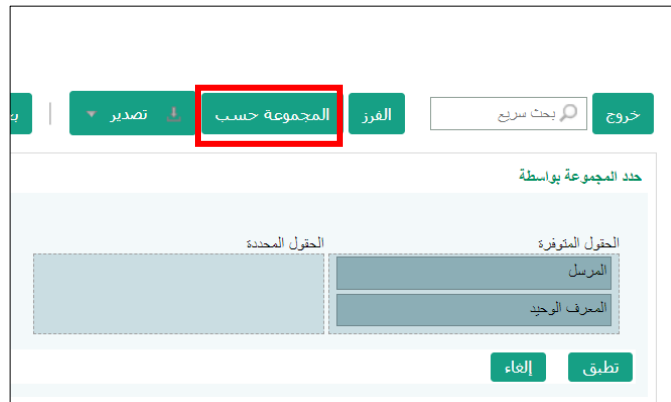 خروج بحث سريع الفرز المجموعة حسب تصدير
حدد المجموعة بواسطة
الحقول المتوفرة الحقول المحددة
المرسل
المعرف الوحيد
تطبق إلغاء